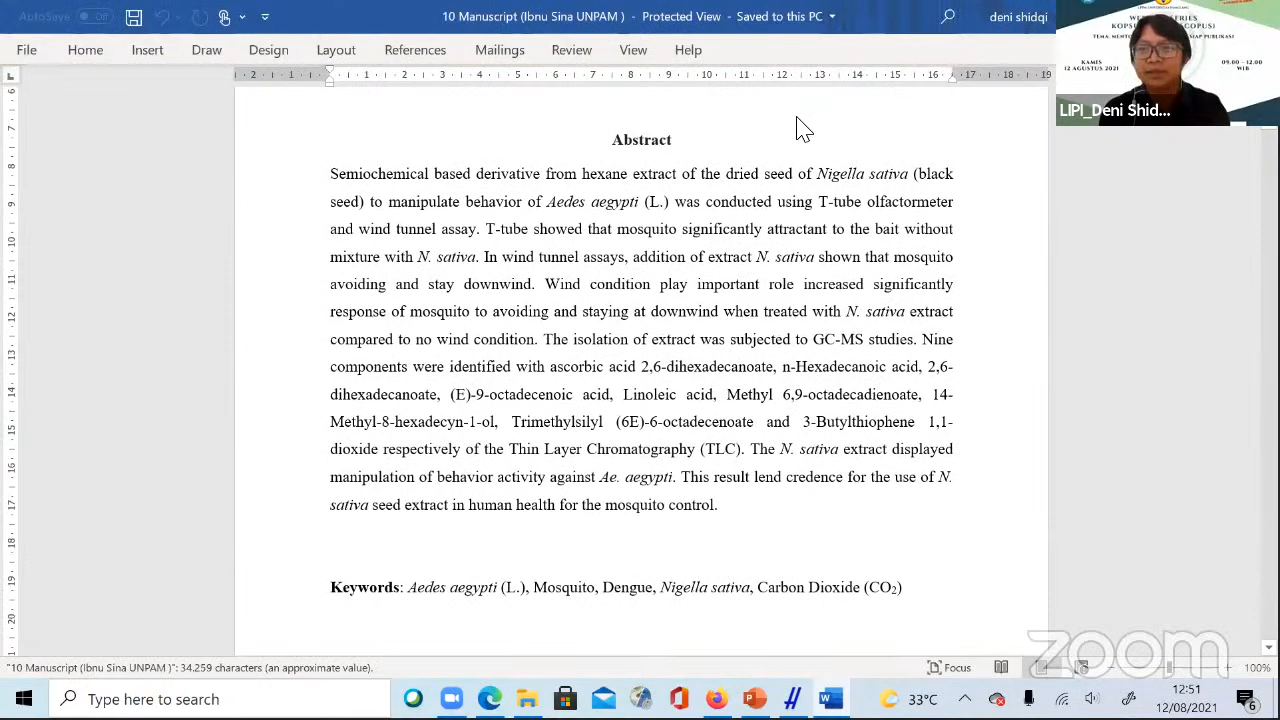 AutoSave
Off
10 Manuscript (Ibnu Sina UNPAM) - Protected View • Saved to this PC
deni shidqi
File Home Insert Draw Design Layout Mailings Review View Help
Abstract
Semiochemical based derivative from hexane extract of the dried seed of Nigella sativa (black
seed) to manipulate behavior of Aedes aegypti (L.) was conducted using T-tube olfactormeter
and wind tunnel assay. T-tube showed that mosquito significantly attractant to the bait without
mixture with N. sativa. In wind tunnel assays, addition of extract N. sativa shown that mosquito
avoiding and stay downwind. Wind condition play important role increased significantly
response of mosquito to avoiding and staying at downwind when treated with N. sativa extract
compared to no wind condition. The isolation of extract was subjected to GC-MS studies. Nine
components were identified with ascorbic acid 2,6-dihexadecanoate, n-Hexadecanoic acid, 2,6-
dihexadecanoate, (E)-9-octadecenoic acid, Linoleic acid, Methyl 6,9-octadecadienoate, 14-
Methyl-8-hexadecyn-1-ol, Trimethylsilyl (6E)-6-octadecenoate and 3-Butylthiophene 1,1-
dioxide respectively of the Thin Layer Chromatography (TLC). The N. sativa extract displayed
manipulation of behavior activity against Ae. aegypti. This result lend credence for the use of N.
sativa seed extract in human health for the mosquito control.
Keywords: Aedes aegypti (L.), Mosquito, Dengue, Nigella sativa, Carbon Dioxide (CO₂)
KAMIS
12 AGUSTUS 2021
09.00 - 12.00
WIB
LIPI_Deni Shid...
zoom
"10 Manuscript (Ibnu Sina UNPAM )": 34.259 characters (an approximate value).
Focus
100%
Type here to search
33°C
12:51
12/08/2021
6